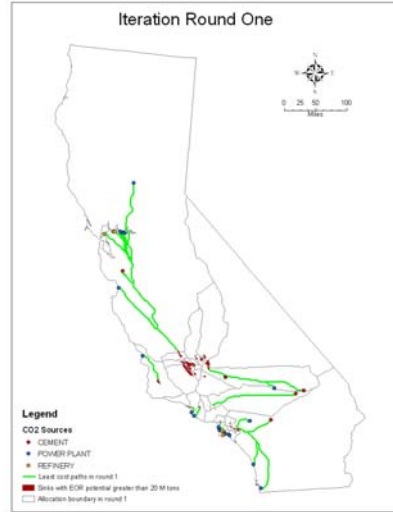 Iteration Round One
N
0 25 50 100
Miles
Legend
CO2 Sources
CEMENT
POWER PLANT
REFINERY
Least cost paths in round 1
Sinks with EOR potential greater than 20 M tons
Allocation boundary in round 1